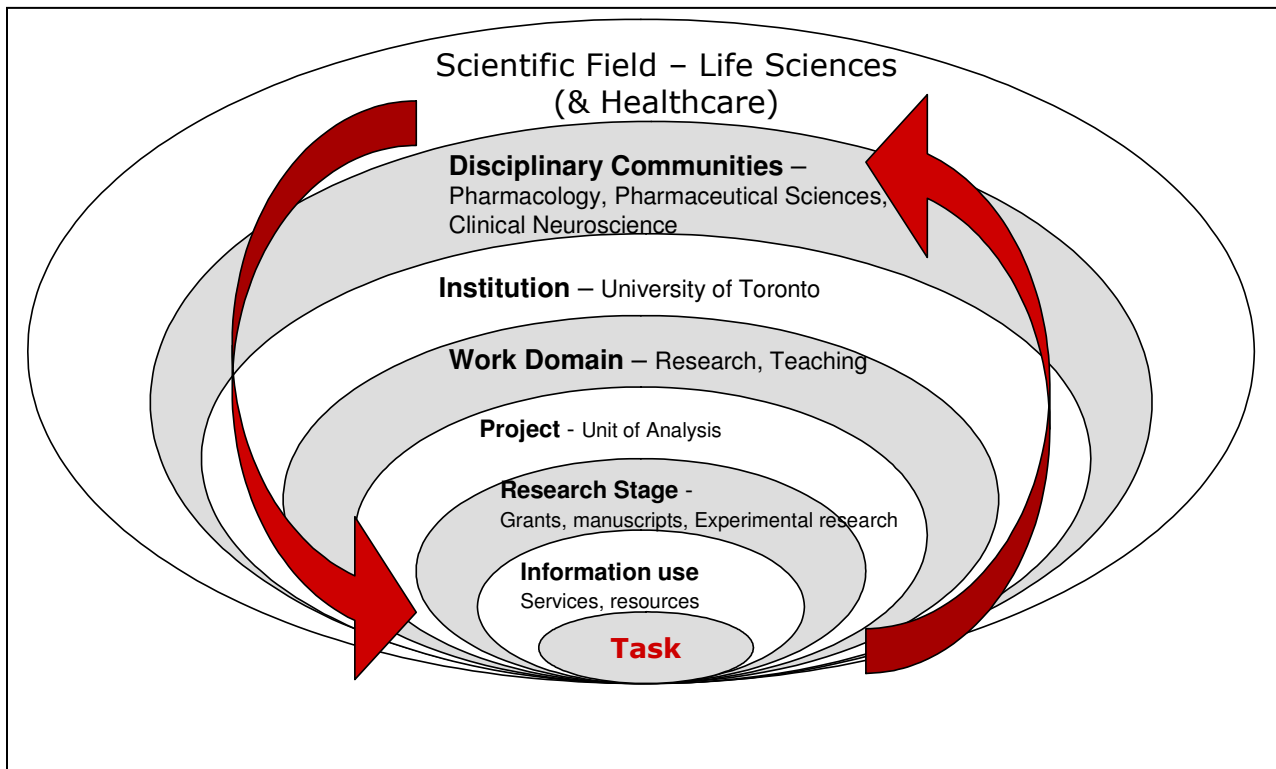 Scientific Field – Life Sciences
(& Healthcare)
Disciplinary Communities –
Pharmacology, Pharmaceutical Sciences,
Clinical Neuroscience
Institution – University of Toronto
Work Domain – Research, Teaching
Project - Unit of Analysis
Research Stage -
Grants, manuscripts, Experimental research
Information use
Services, resources
Task